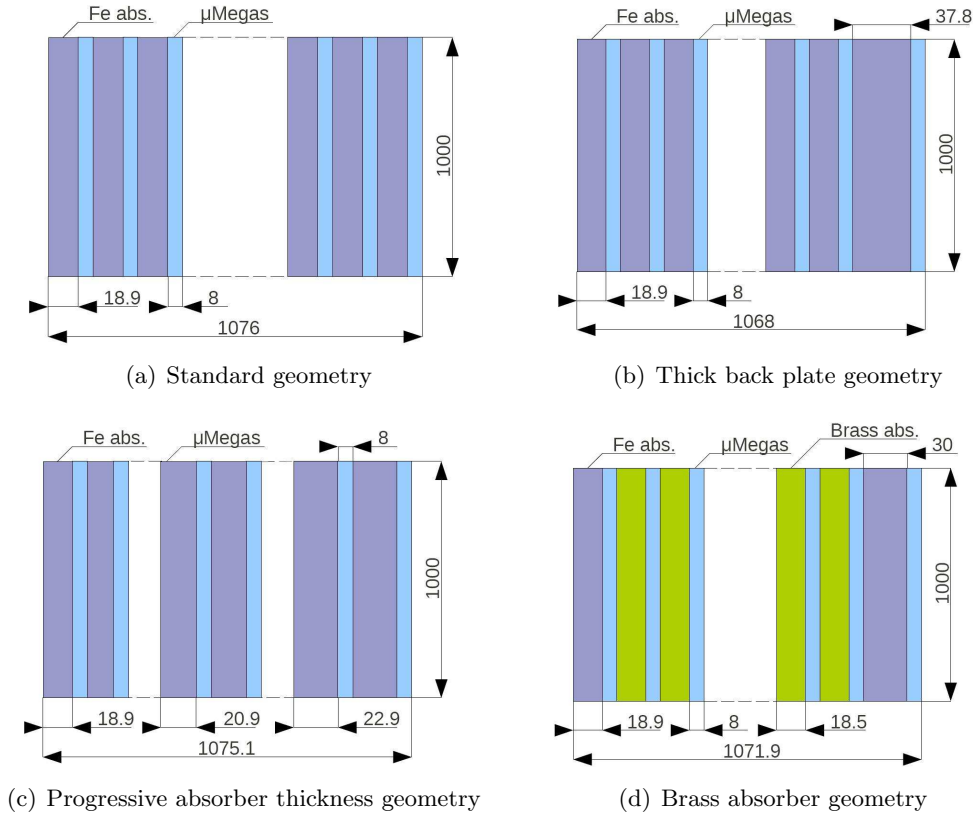 Fe abs. µMegas
1000
18.9 8
1076
(a) Standard geometry
Fe abs. µMegas 37.8
1000
18.9 8
1068
(b) Thick back plate geometry
Fe abs. µMegas 8
1000
18.9 20.9 22.9
1075.1
(c) Progressive absorber thickness geometry
Fe abs. µMegas Brass abs.
30
1000
18.9 8 18.5
1071.9
(d) Brass absorber geometry